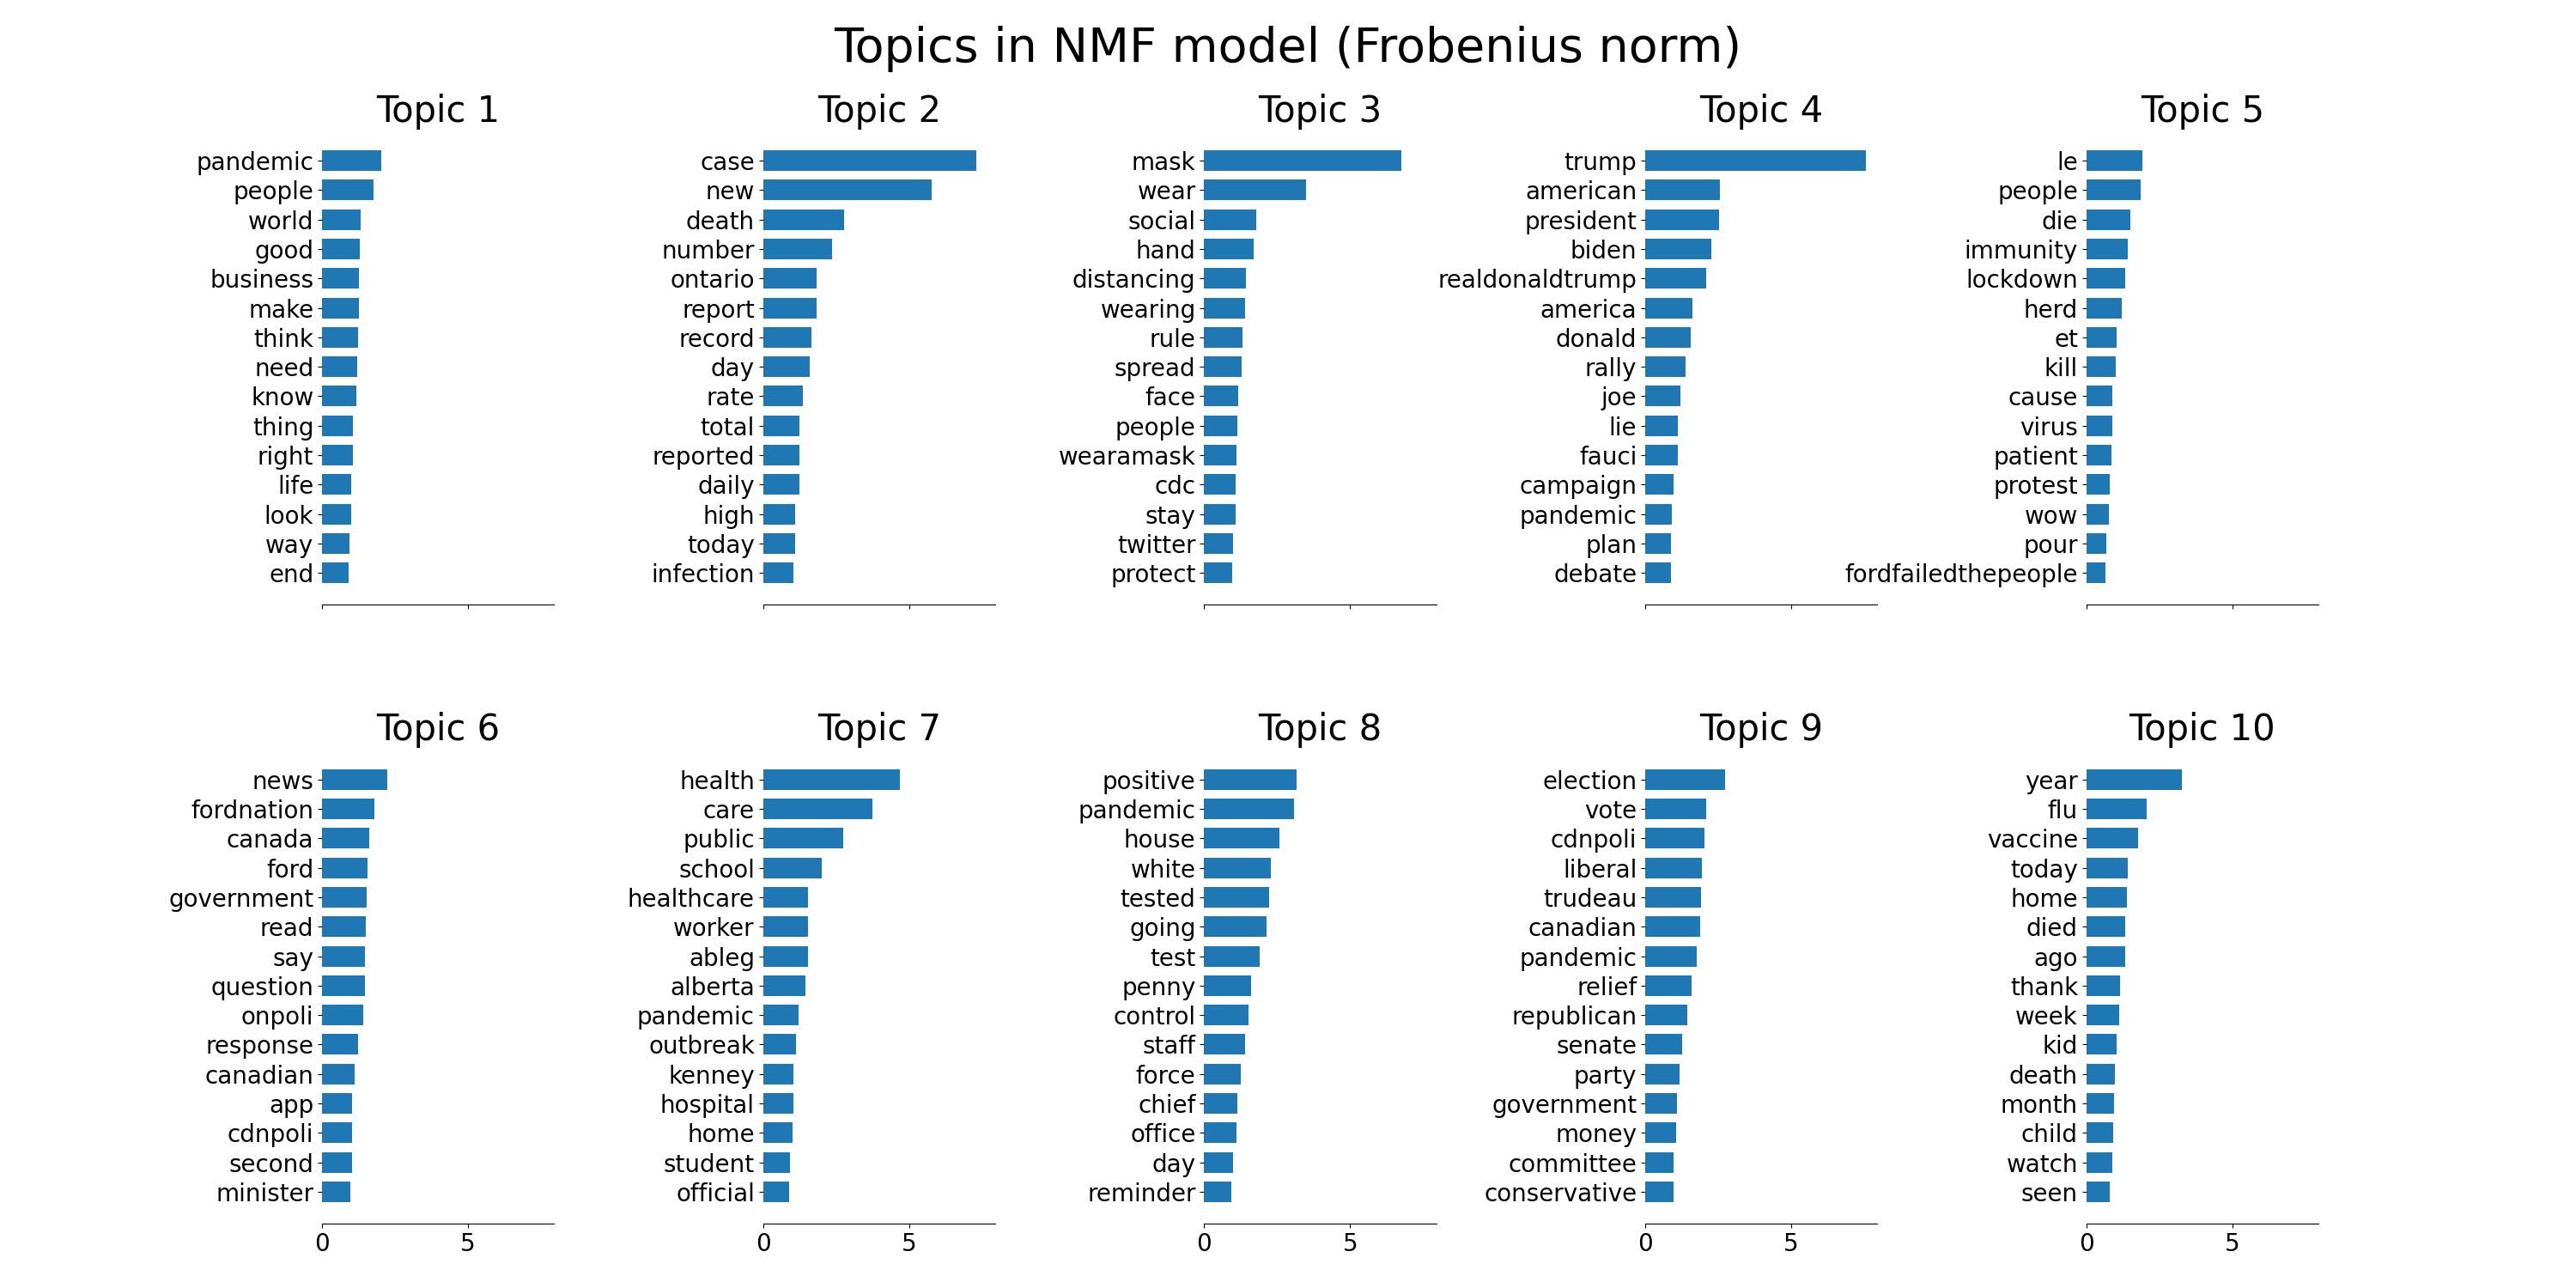 Topics in NMF model (Frobenius norm)
Topic 1
pandemic
people
world
good
business
make
think
need
know
thing
right
life
look
way
end
Topic 2
case
new
death
number
ontario
report
record
day
rate
total
reported
daily
high
today
infection
Topic 3
mask
wear
social
hand
distancing
wearing
rule
spread
face
people
wearamask
cdc
stay
twitter
protect
Topic 4
trump
american
president
biden
realdonaldtrump
america
donald
rally
joe
lie
fauci
campaign
pandemic
plan
debate
Topic 5
le
people
die
immunity
lockdown
herd
et
kill
cause
virus
patient
protest
wow
pour
fordfailedthepeople
Topic 6
news
fordnation
canada
ford
government
read
say
question
onpoli
response
canadian
app
cdnpoli
second
minister
0 5
Topic 7
health
care
public
school
healthcare
worker
ableg
alberta
pandemic
outbreak
kenney
hospital
home
student
official
0 5
Topic 8
positive
pandemic
house
white
tested
going
test
penny
control
staff
force
chief
office
day
reminder
0 5
Topic 9
election
vote
cdnpoli
liberal
trudeau
canadian
pandemic
relief
republican
senate
party
government
money
committee
conservative
0 5
Topic 10
year
flu
vaccine
today
home
died
ago
thank
week
kid
death
month
child
watch
seen
0 5